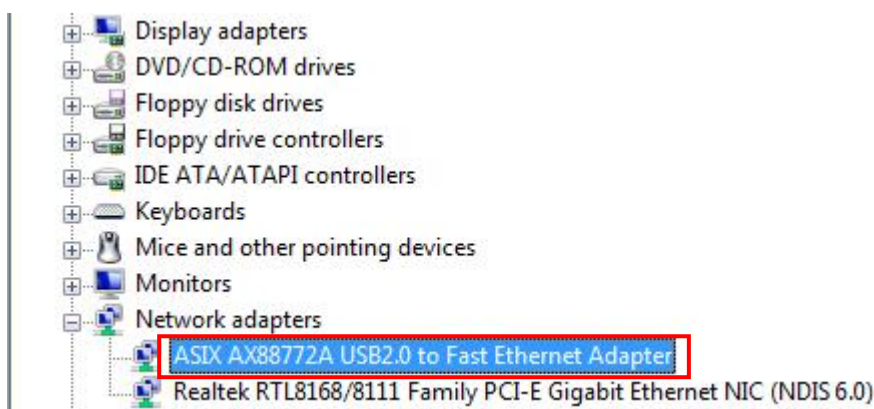 Display adapters
DVD/CD-ROM drives
Floppy disk drives
Floppy drive controllers
IDE ATA/ATAPI controllers
Keyboards
Mice and other pointing devices
Monitors
Network adapters
ASIX AX88772A USB2.0 to Fast Ethernet Adapter
Realtek RTL8168/8111 Family PCI-E Gigabit Ethernet NIC (NDIS 6.0)